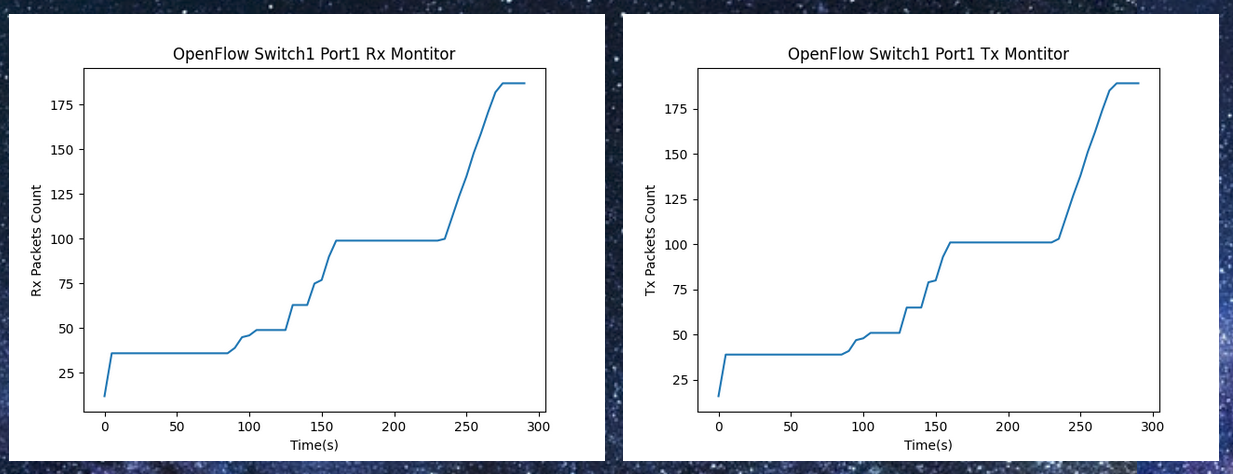 OpenFlow Switch1 Port1 Rx Montitor
Rx Packets Count
175
150
125
100
75
50
25
0 50 100 150 200 250 300
Time(s)
OpenFlow Switch1 Port1 Tx Montitor
Tx Packets Count
175
150
125
100
75
50
25
0 50 100 150 200 250 300
Time(s)